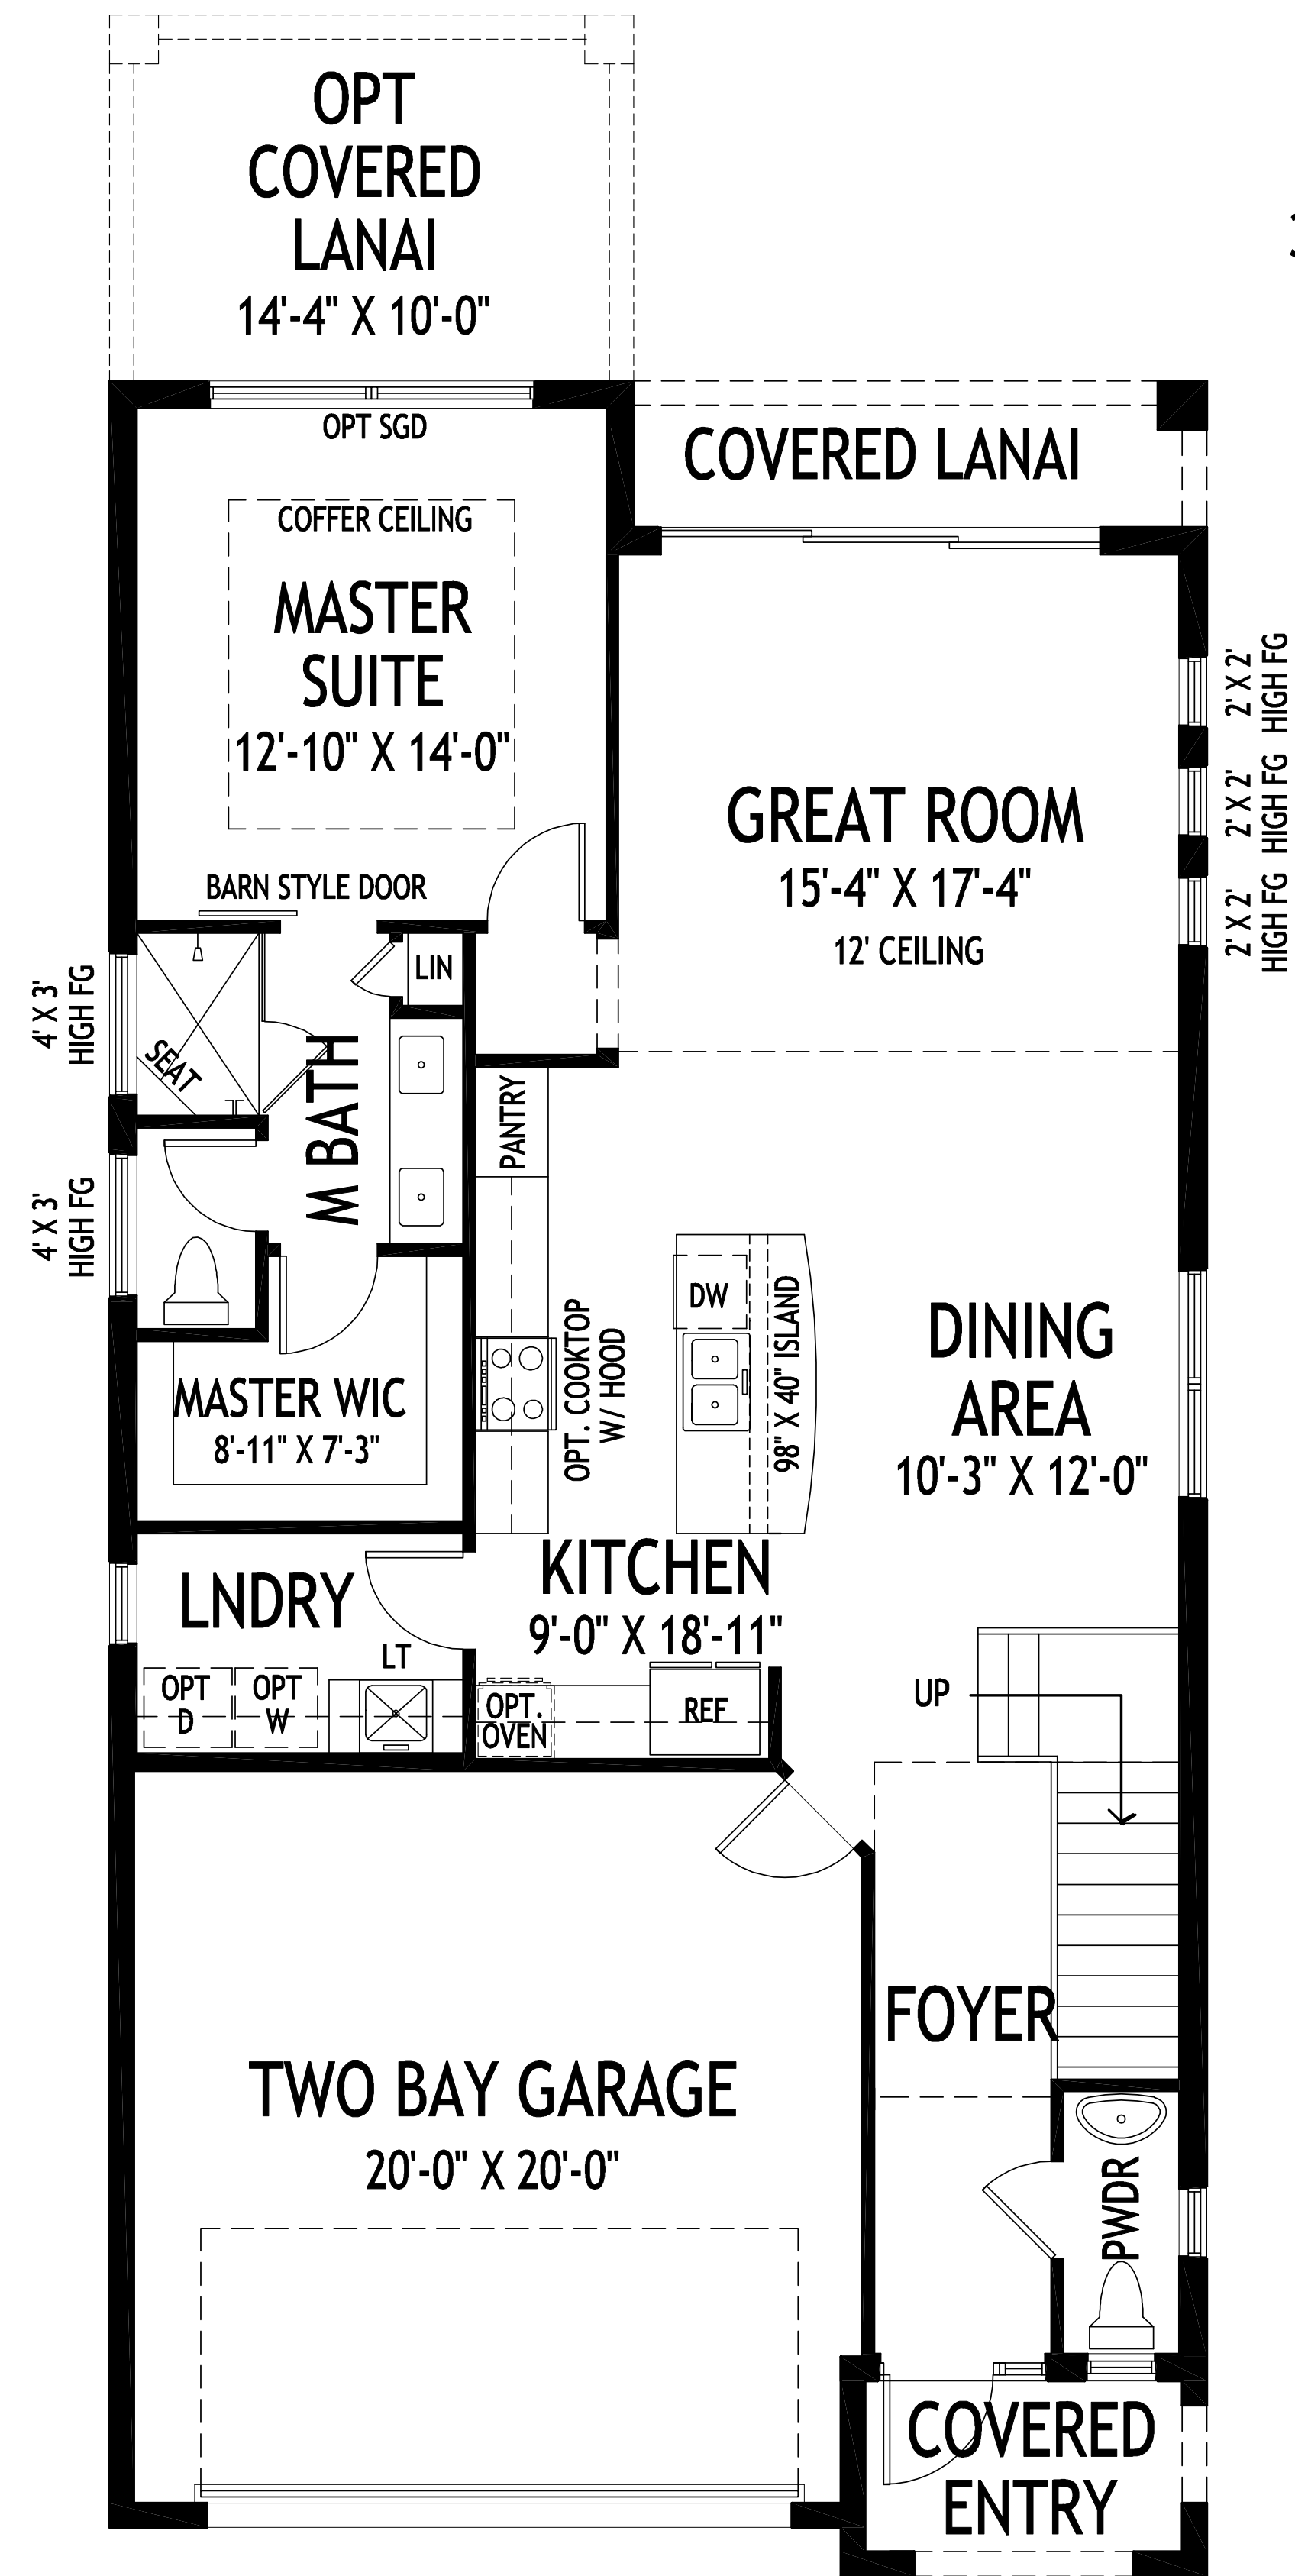 OPT
COVERED
LANAI
14'-4" X 10'-0"
OPT SGD
COVERED LANAI
COFFER CEILING
MASTER
SUITE
12'-10" X 14'-0"
BARN STYLE DOOR
2' X 2'
HIGH FG
2' X 2'
HIGH FG
2' X 2'
HIGH FG
GREAT ROOM
15'-4" X 17'-4"
12' CEILING
4' X 3'
HIGH FG
LIN
SEAT
M BATH
PANTRY
4' X 3'
HIGH FG
DW
98" X 40" ISLAND
OPT. COOKTOP
W/ HOOD
DINING
AREA
10'-3" X 12'-0"
MASTER WIC
8'-11" X 7'-3"
KITCHEN
9'-0" X 18'-11"
LNDRY
LT
OPT
D
OPT
W
OPT.
OVEN
REF
UP
FOYER
TWO BAY GARAGE
20'-0" X 20'-0"
PWDR
COVERED
ENTRY